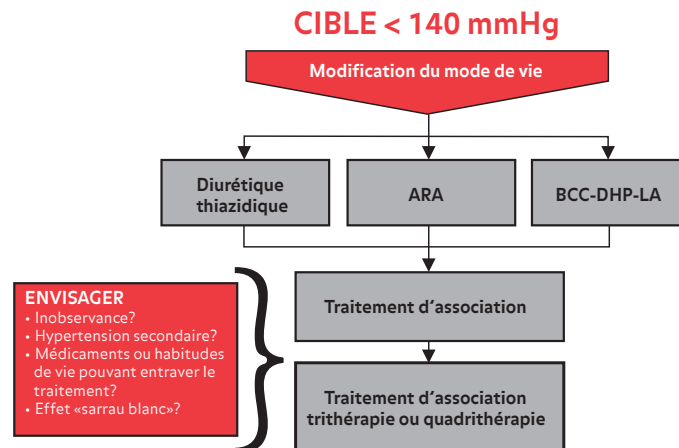 CIBLE < 140 mmHg
Modification du mode de vie
Diurétique
thiazidique
ARA
BCC-DHP-LA
Traitement d’association
ENVISAGER
• Inobservance?
• Hypertension secondaire?
• Médicaments ou habitudes
de vie pouvant entraver le
traitement?
• Effet «sarrau blanc»?
Traitement d’association
trithérapie ou quadrithérapie